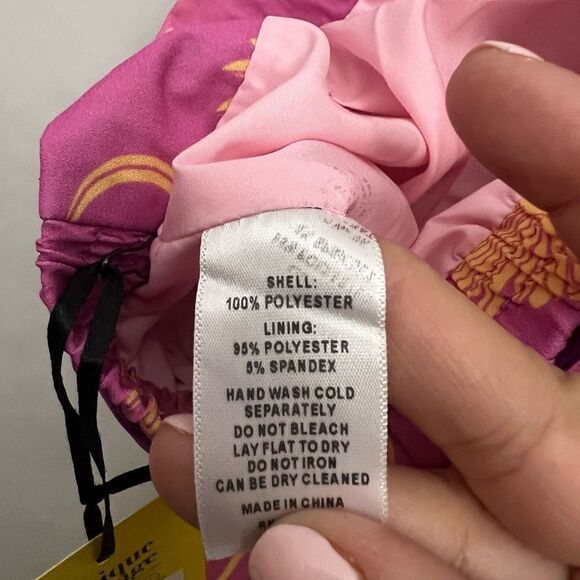 SHELL:
100% POLYESTER
LINING:
95% POLYESTER
5% SPANDEX
HAND WASH COLD
SEPARATELY
DO NOT BLEACH
LAY FLAT TO DRY
DO NOT IRON
CAN BE DRY CLEANED
MADE IN CHINA
ique